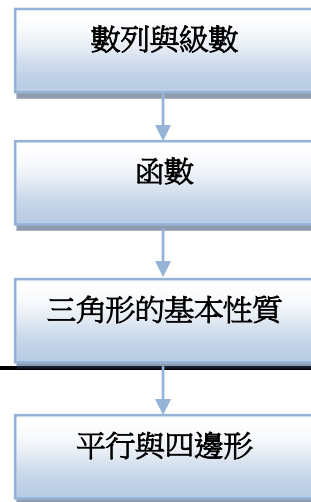 數列與級數
函數
三角形的基本性質
平行與四邊形